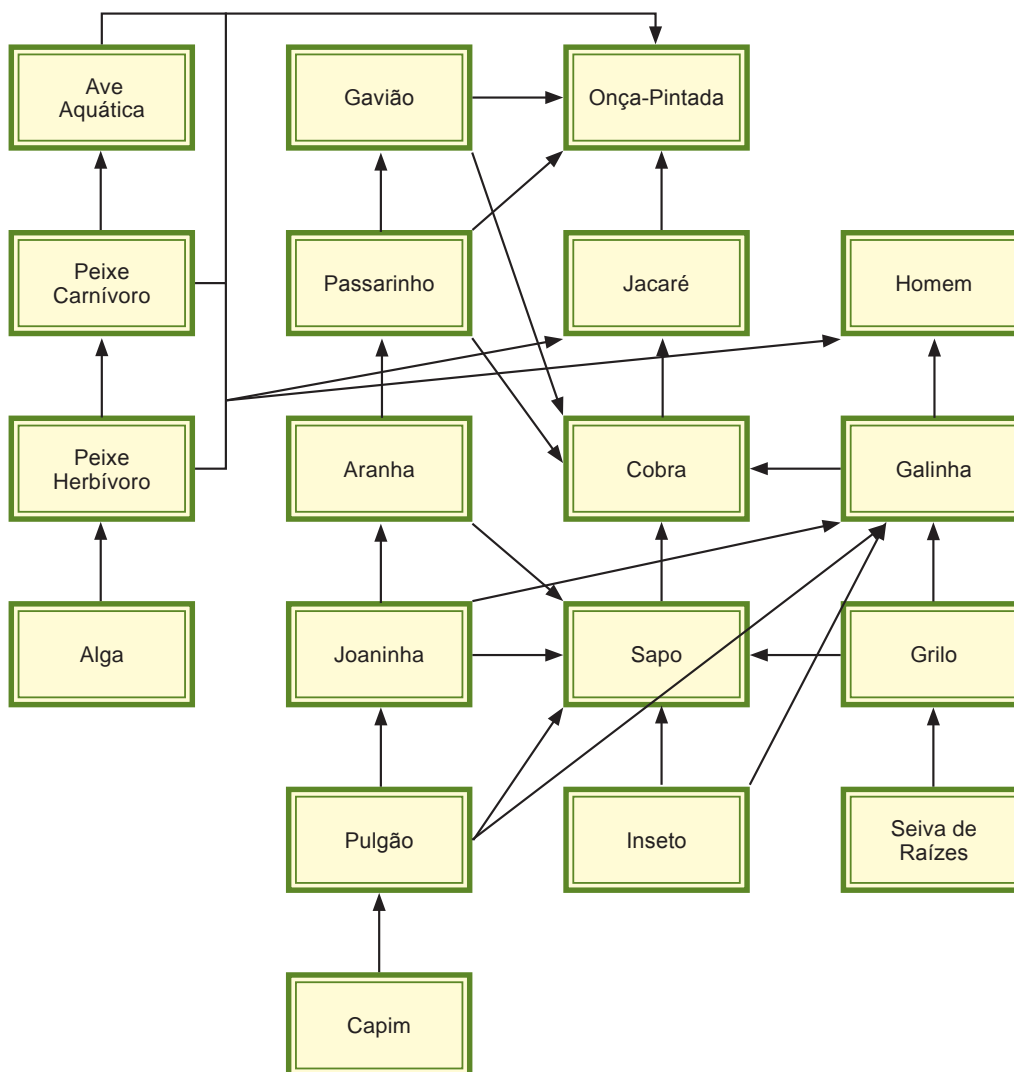 Ave
Aquática
Gavião
Onça-Pintada
Peixe
Carnívoro
Passarinho
Jacaré
Homem
Peixe
Herbívoro
Aranha
Cobra
Galinha
Alga
Joaninha
Sapo
Grilo
Pulgão
Inseto
Seiva de
Raízes
Capim